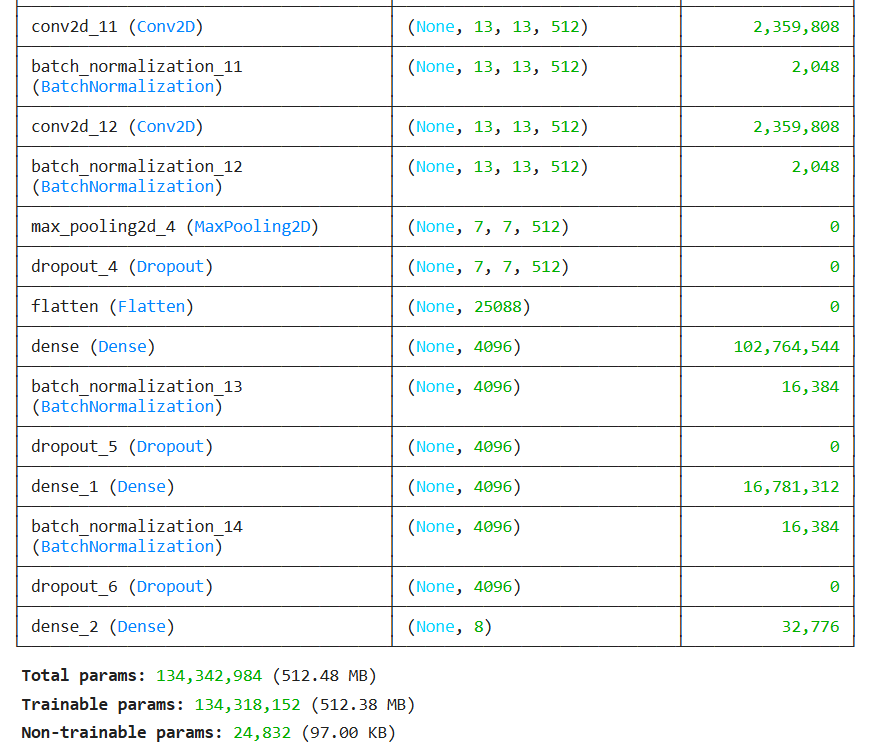 conv2d_11 (Conv2D) (None, 13, 13, 512) 2,359,808
batch_normalization_11 (None, 13, 13, 512) 2,048
(BatchNormalization)
conv2d_12 (Conv2D) (None, 13, 13, 512) 2,359,808
batch_normalization_12 (None, 13, 13, 512) 2,048
(BatchNormalization)
max_pooling2d_4 (MaxPooling2D) (None, 7, 7, 512) 0
dropout_4 (Dropout) (None, 7, 7, 512) 0
flatten (Flatten) (None, 25088) 0
dense (Dense) (None, 4096) 102,764,544
batch_normalization_13 (None, 4096) 16,384
(BatchNormalization)
dropout_5 (Dropout) (None, 4096) 0
dense_1 (Dense) (None, 4096) 16,781,312
batch_normalization_14 (None, 4096) 16,384
(BatchNormalization)
dropout_6 (Dropout) (None, 4096) 0
dense_2 (Dense) (None, 8) 32,776
Total params: 134,342,984 (512.48 MB)
Trainable params: 134,318,152 (512.38 MB)
Non-trainable params: 24,832 (97.00 KB)